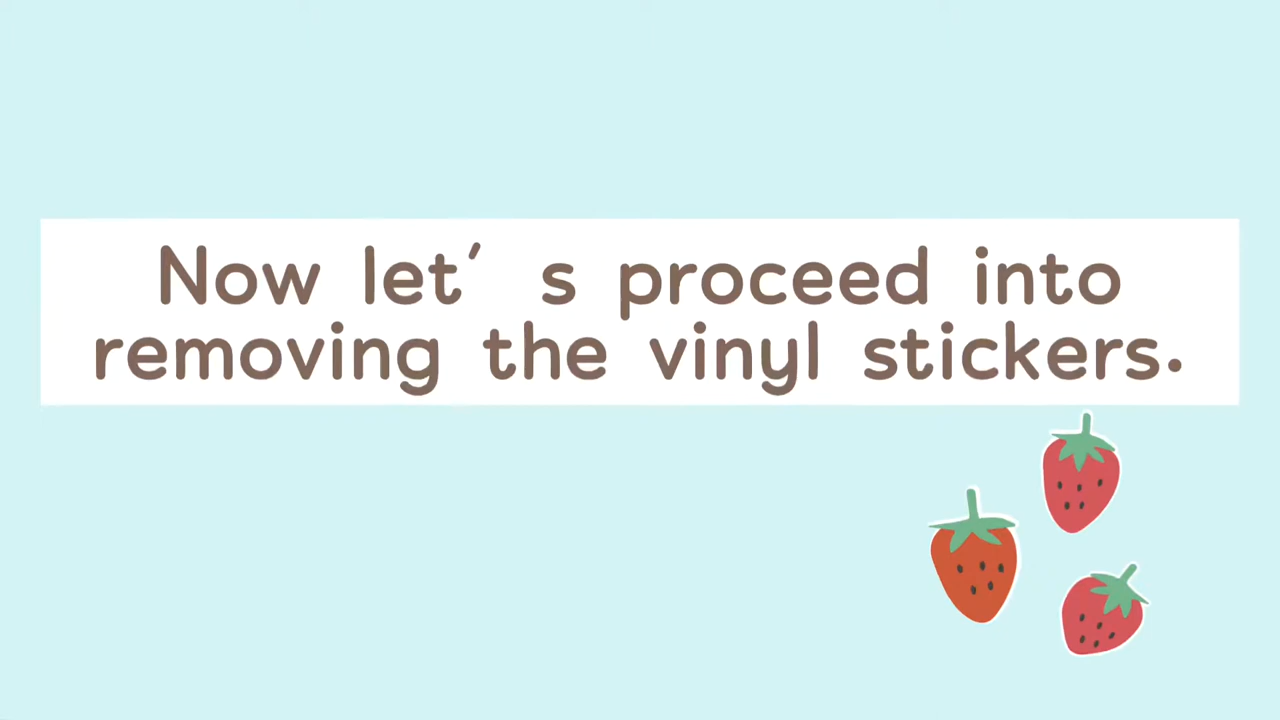 Now let's proceed into
removing the vinyl stickers.